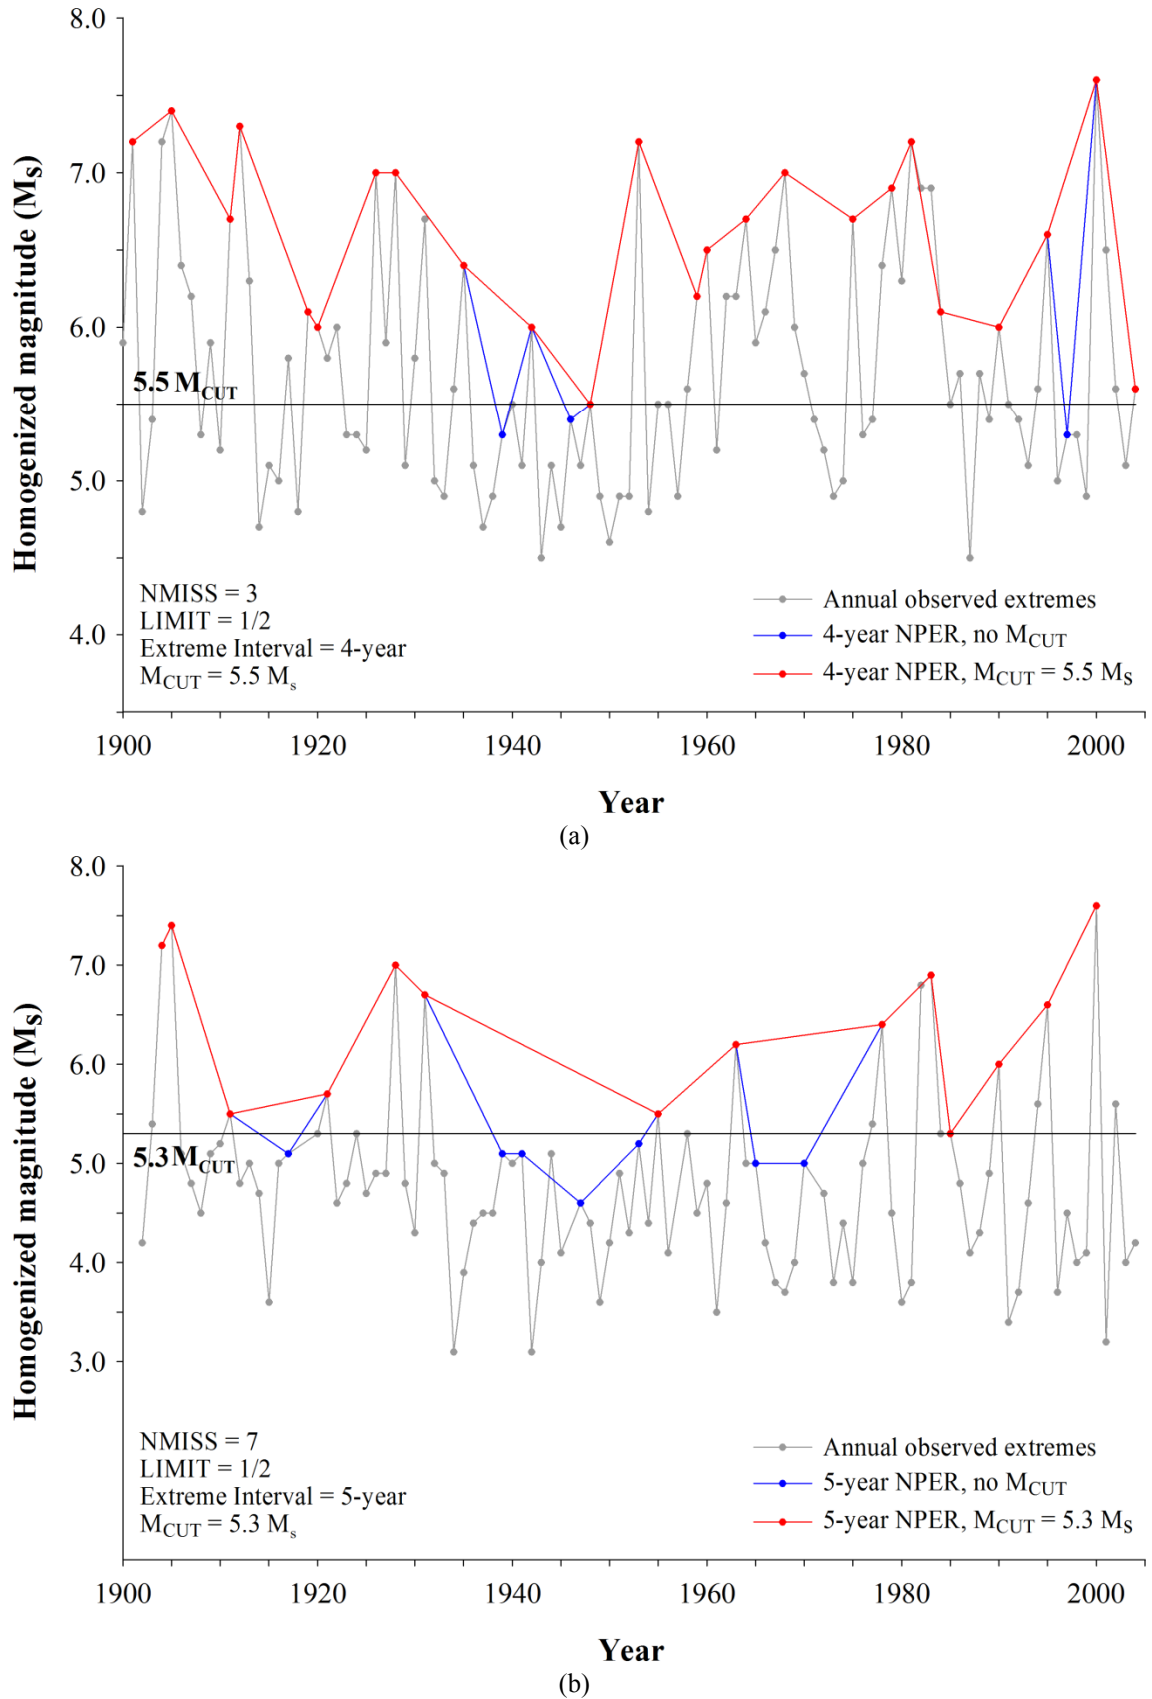 8.0
7.0
6.0
5.0
4.0
Homogenized magnitude (Ms)
5.5 MCUT
NMISS = 3
LIMIT = 1/2
Extreme Interval = 4-year
MCUT = 5.5 Ms
Annual observed extremes
4-year NPER, no MCUT
4-year NPER, MCUT = 5.5 MS
1900 1920 1940 1960 1980 2000
Year
(a)
8.0
7.0
6.0
5.0
4.0
3.0
Homogenized magnitude (Ms)
5.3 MCUT
NMISS = 7
LIMIT = 1/2
Extreme Interval = 5-year
MCUT = 5.3 Ms
Annual observed extremes
5-year NPER, no MCUT
5-year NPER, MCUT = 5.3 MS
1900 1920 1940 1960 1980 2000
Year
(b)